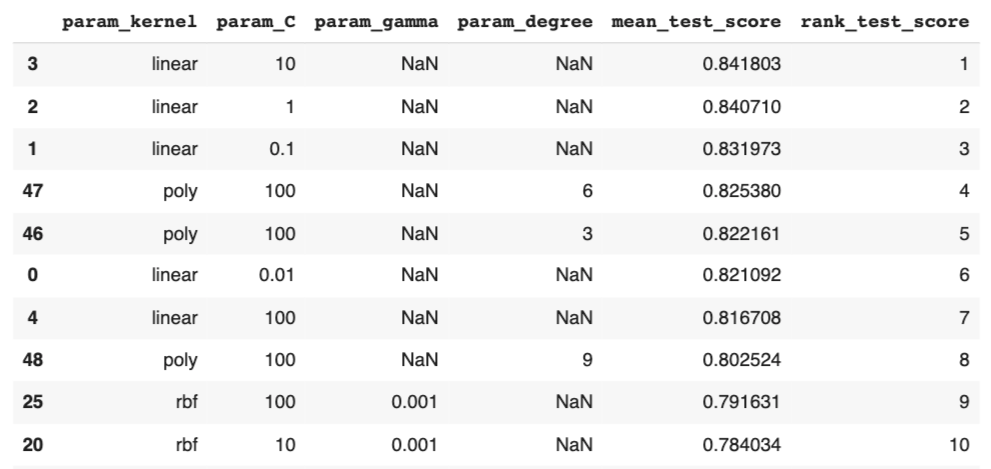 param_kernel param_C param_gamma param_degree mean_test_score rank_test_score
3 linear 10 NaN NaN 0.841803 1
2 linear 1 NaN NaN 0.840710 2
1 linear 0.1 NaN NaN 0.831973 3
47 poly 100 NaN 6 0.825380 4
46 poly 100 NaN 3 0.822161 5
0 linear 0.01 NaN NaN 0.821092 6
4 linear 100 NaN NaN 0.816708 7
48 poly 100 NaN 9 0.802524 8
25 rbf 100 0.001 NaN 0.791631 9
20 rbf 10 0.001 NaN 0.784034 10